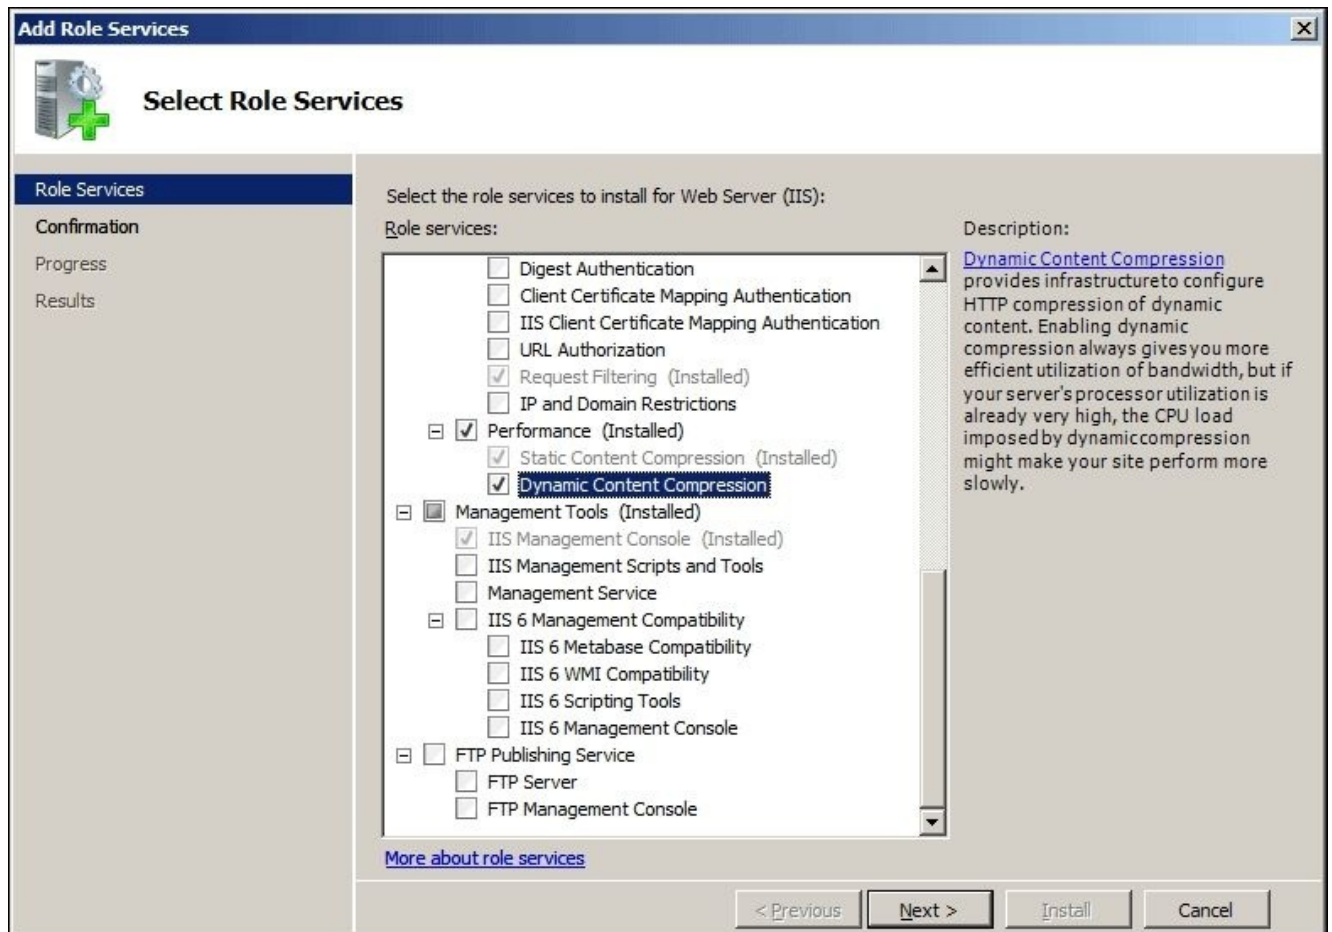 Add Role Services
Select Role Services
Role Services
Confirmation
Progress
Results
Select the role services to install for Web Server (IIS):
Role services:
Digest Authentication
Client Certificate Mapping Authentication
IIS Client Certificate Mapping Authentication
URL Authorization
Request Filtering (Installed)
IP and Domain Restrictions
Performance (Installed)
Static Content Compression (Installed)
Dynamic Content Compression
Management Tools (Installed)
IIS Management Console (Installed)
IIS Management Scripts and Tools
Management Service
IIS 6 Management Compatibility
IIS 6 Metabase Compatibility
IIS 6 WMI Compatibility
IIS 6 Scripting Tools
IIS 6 Management Console
FTP Publishing Service
FTP Server
FTP Management Console
More about role services
Description:
Dynamic Content Compression
provides infrastructureto configure
HTTP compression of dynamic
content. Enabling dynamic
compression always givesyou more
efficient utilization of bandwidth, but if
your server's processor utilization is
already very high, the CPU load
imposed by dynamiccompression
might make your site perform more
slowly.
< Previous
Next >
Install
Cancel